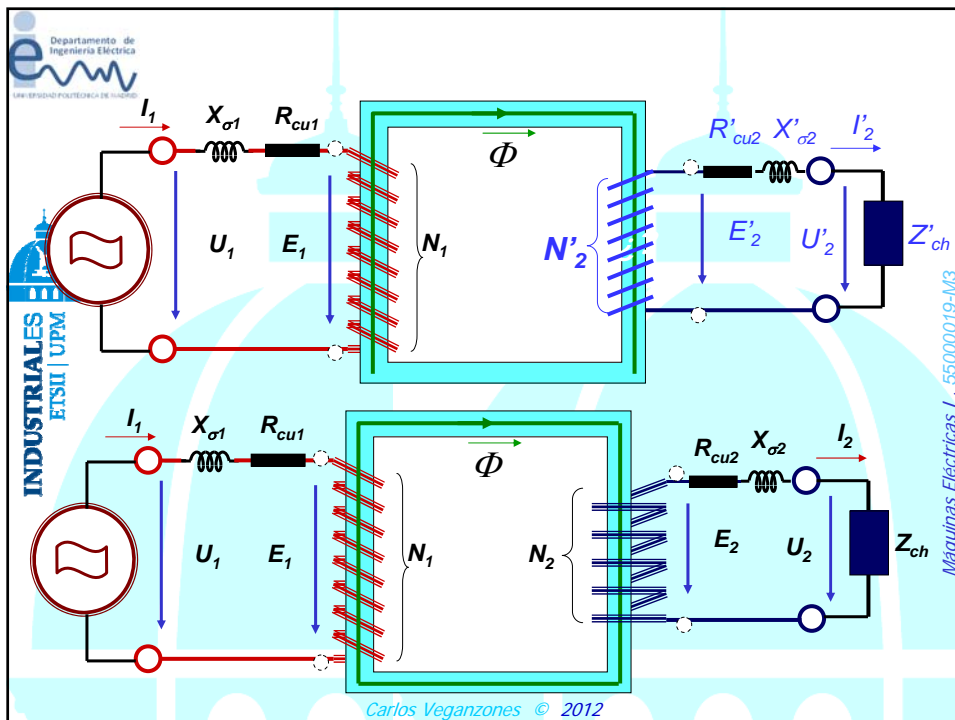 Departamento de
Ingeniería Eléctrica
UNIVERSIDAD POLITÉCNICA DE MADRID
INDUSTRIALES
ETSII | UPM
I1
Xσ1
Rcu1
Φ
R'cu2
X'σ2
I'2
U1
E1
N1
N'2
E'2
U'2
Z'ch
I1
Xσ1
Rcu1
Φ
Rcu2
Xσ2
I2
U1
E1
N1
N2
E2
U2
Zch
Máquinas Eléctricas I . 55000019-M3
Carlos Veganzones © 2012